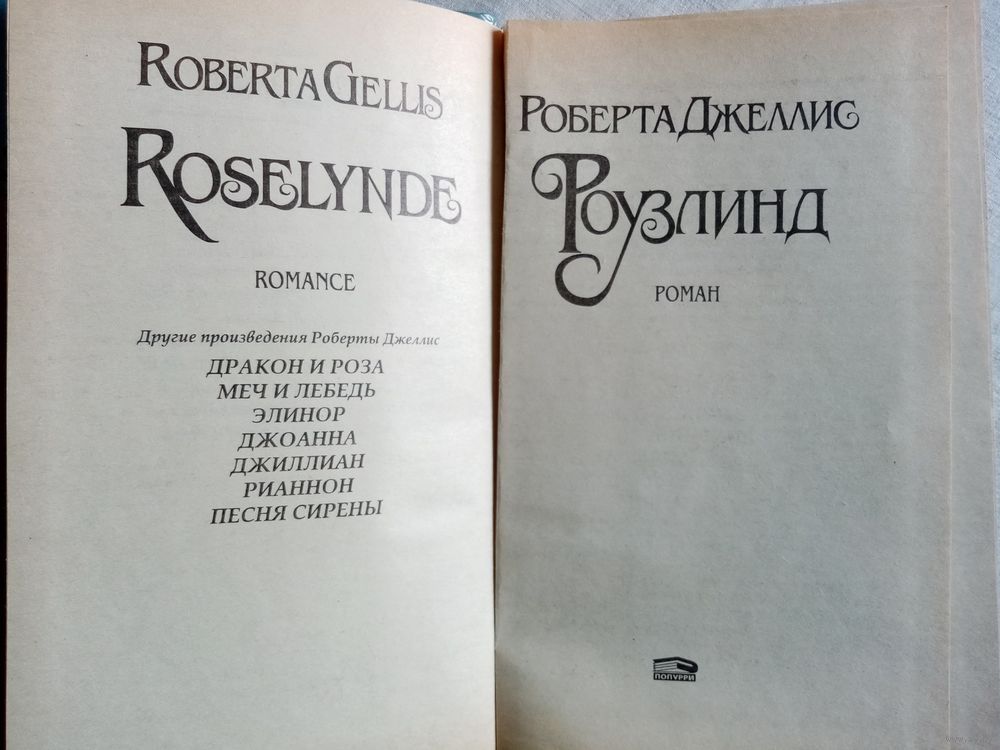 ROBERTA GELLIS
ROSELYNDE
ROMANCE
Другие произведения Роберты Джеллис
ДРАКОН И РОЗА
МЕЧ И ЛЕБЕДЬ
ЭЛИНОР
ДЖОАННА
ДЖИЛЛИАН
РИАННОН
ПЕСНЯ СИРЕНЫ
РОБЕРТА ДЖЕЛЛИС
РОУЗЛИНД
РОМАН
ПОПУРРИ